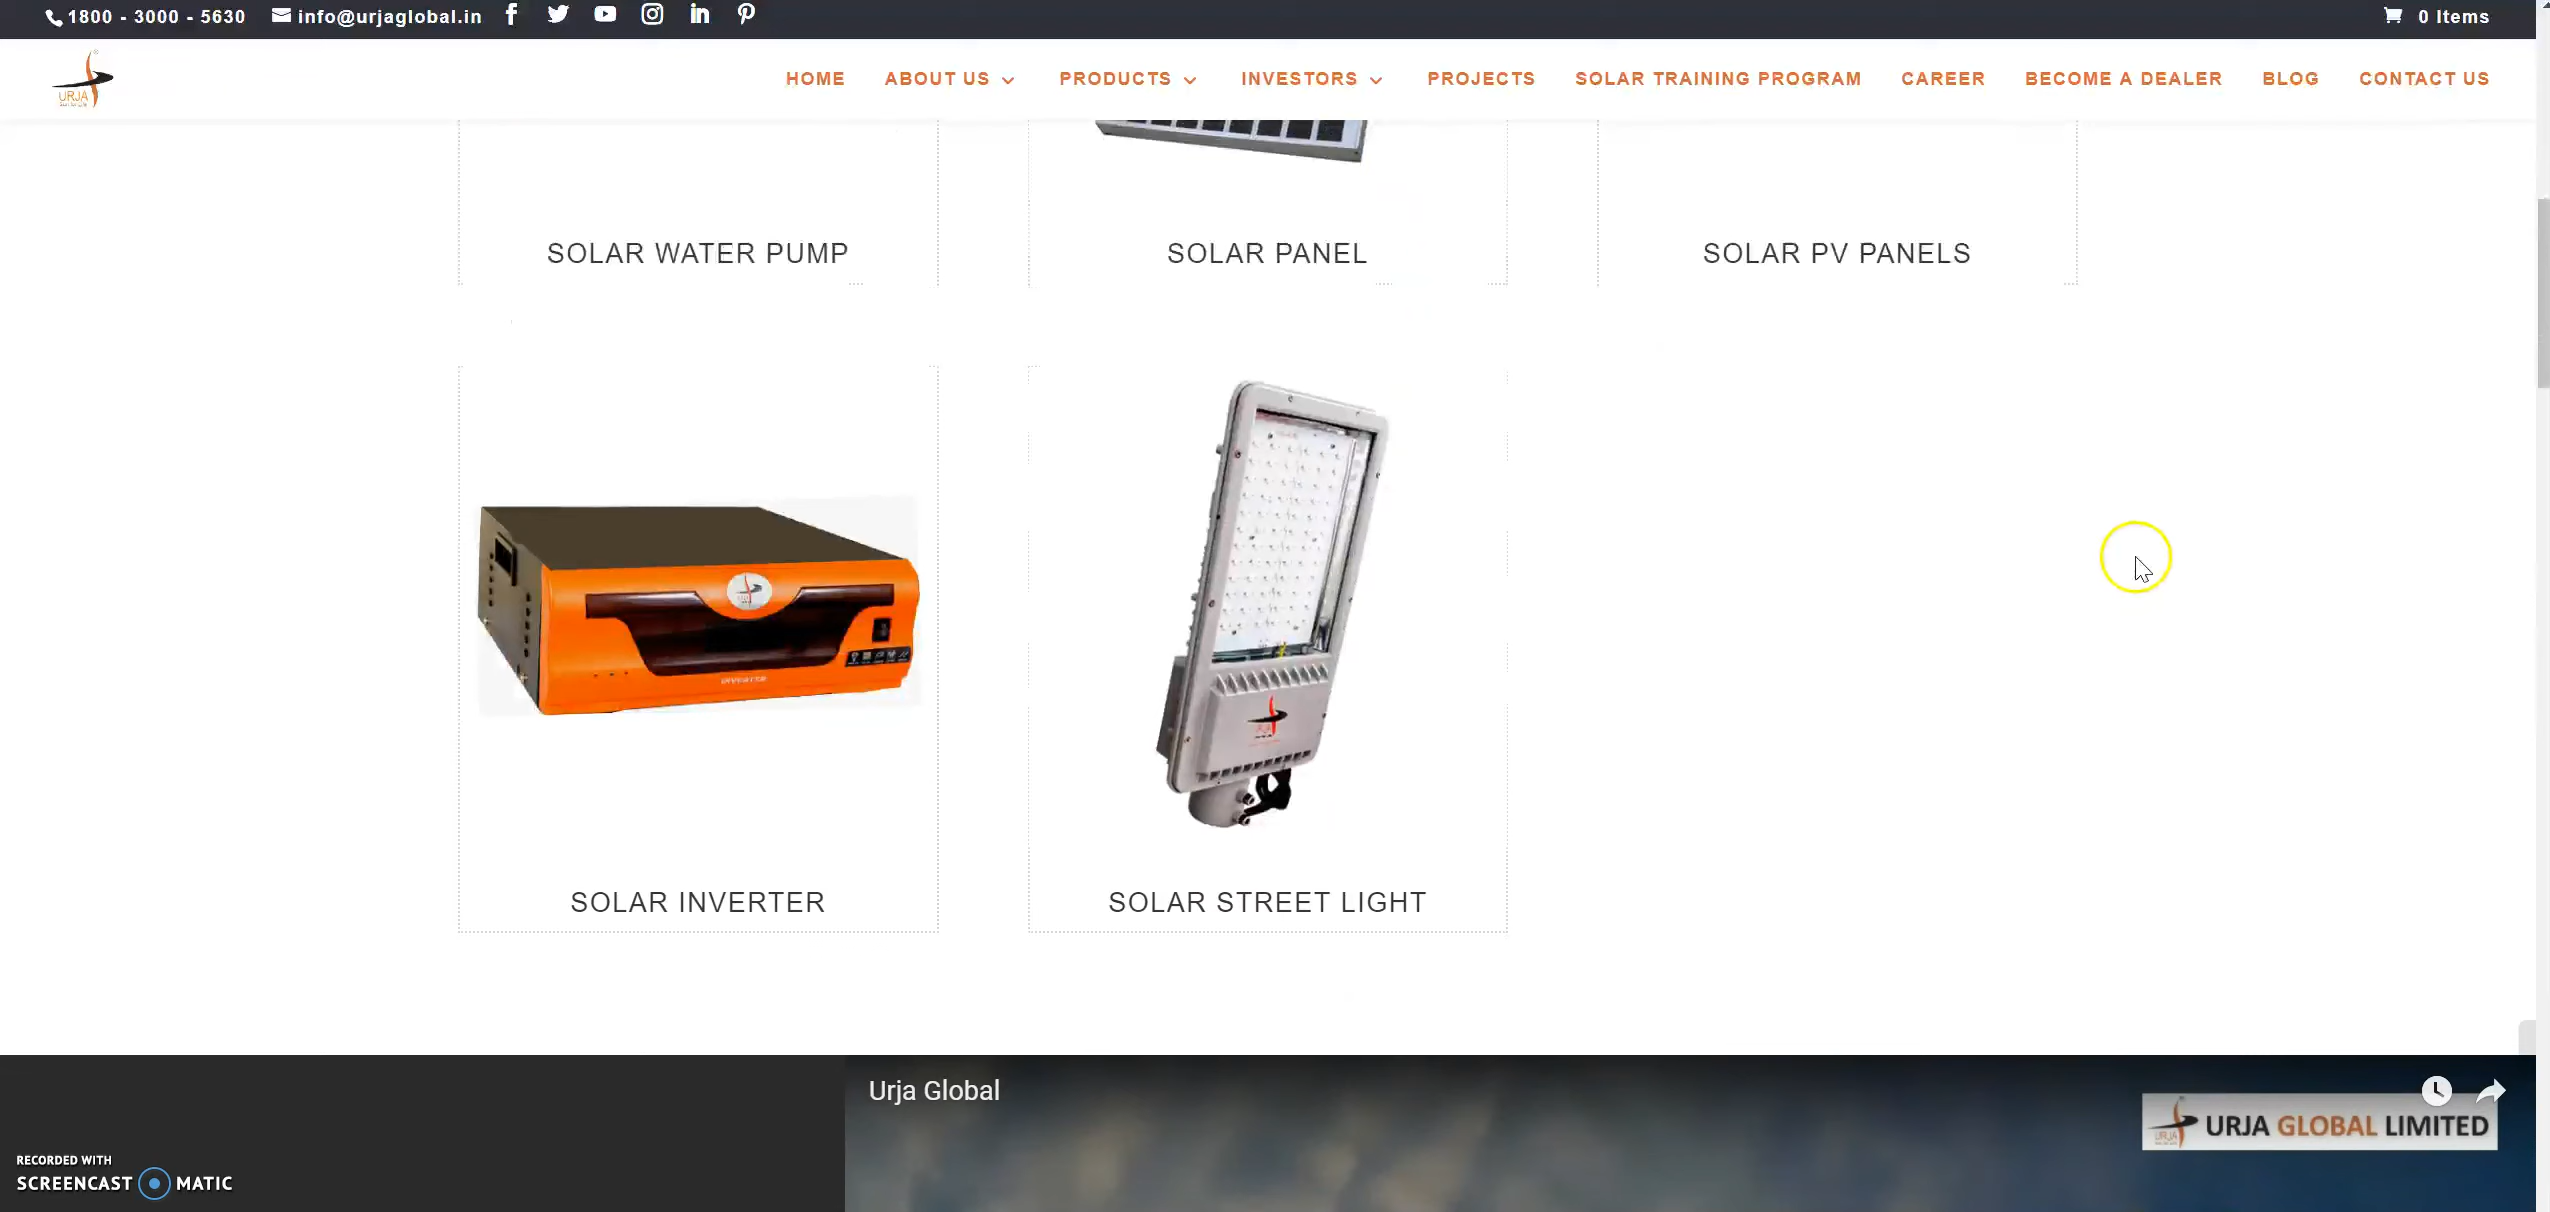 1800 - 3000 - 5630 info@urjaglobal.in 0 Items
URJA
HOME ABOUT US PRODUCTS INVESTORS PROJECTS SOLAR TRAINING PROGRAM CAREER BECOME A DEALER BLOG CONTACT US
SOLAR WATER PUMP SOLAR PANEL SOLAR PV PANELS
INVERTER
SOLAR INVERTER SOLAR STREET LIGHT
Urja Global
URJA GLOBAL LIMITED
RECORDED WITH
SCREENCAST MATIC